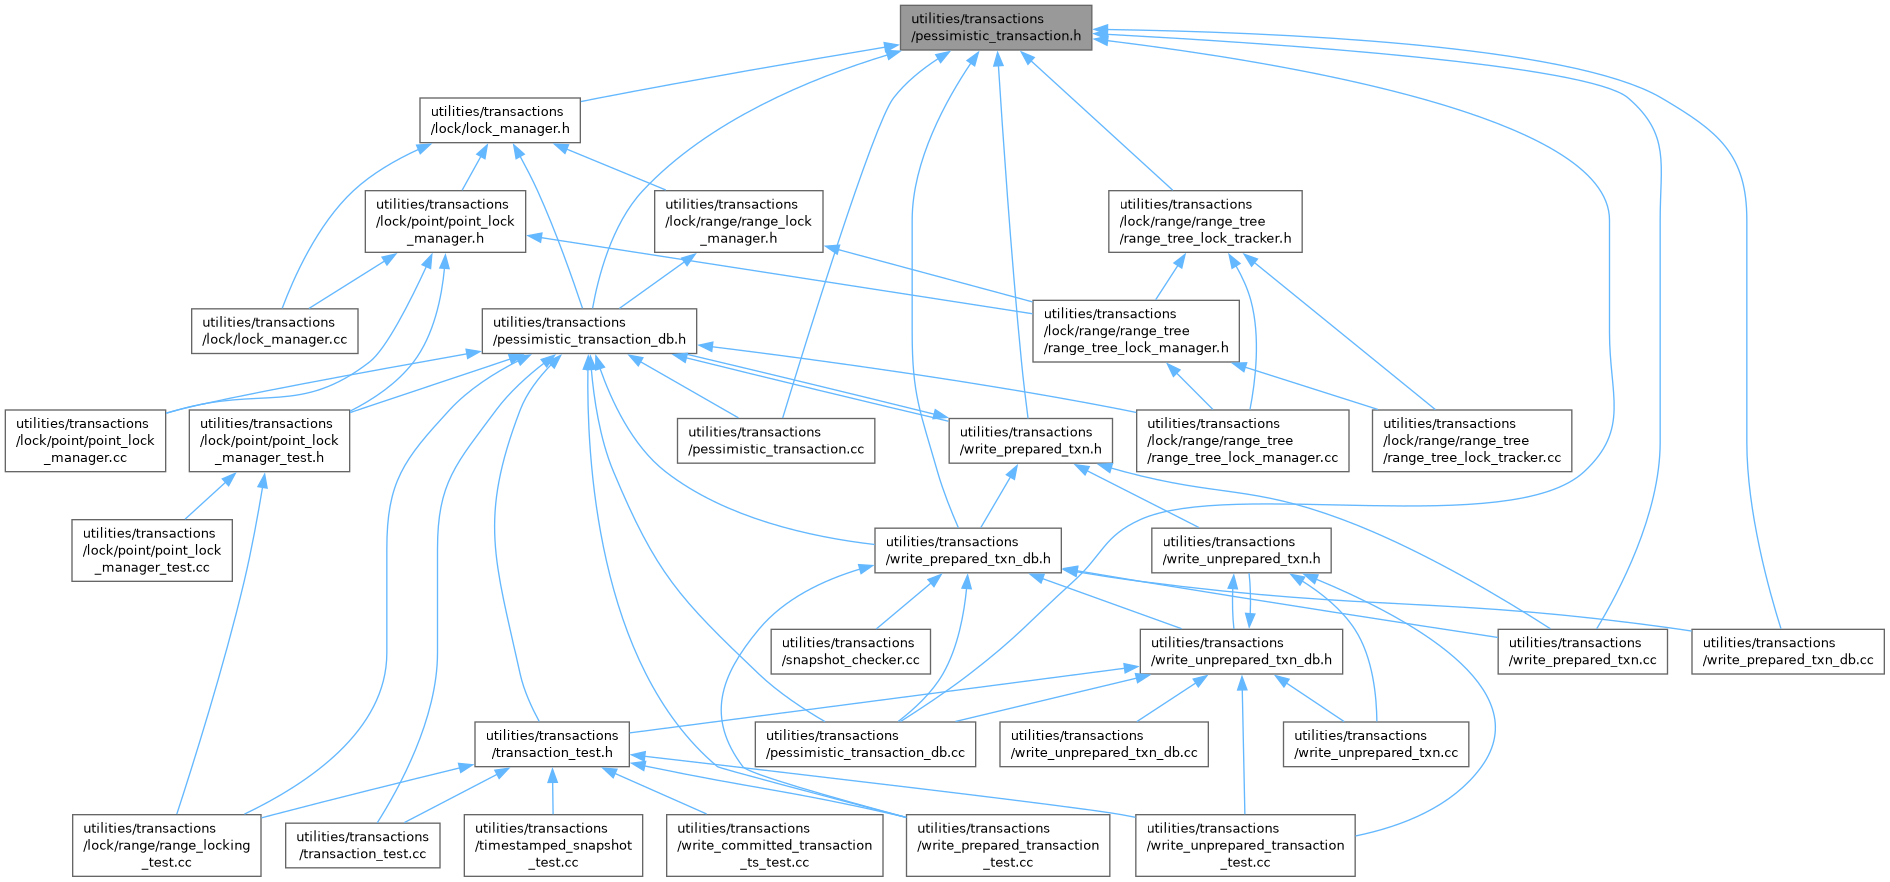 utilities/transactions
/pessimistic_transaction.h
utilities/transactions
/lock/lock_manager.h
utilities/transactions
/lock/point/point_lock
_manager.h
utilities/transactions
/lock/range/range_lock
_manager.h
utilities/transactions
/lock/range/range_tree
/range_tree_lock_tracker.h
utilities/transactions
/lock/lock_manager.cc
utilities/transactions
/pessimistic_transaction_db.h
utilities/transactions
/lock/range/range_tree
/range_tree_lock_manager.h
utilities/transactions
/lock/point/point_lock
_manager.cc
utilities/transactions
/lock/point/point_lock
_manager_test.h
utilities/transactions
/pessimistic_transaction.cc
utilities/transactions
/write_prepared_txn.h
utilities/transactions
/lock/range/range_tree
/range_tree_lock_manager.cc
utilities/transactions
/lock/range/range_tree
/range_tree_lock_tracker.cc
utilities/transactions
/lock/point/point_lock
_manager_test.cc
utilities/transactions
/write_prepared_txn_db.h
utilities/transactions
/write_unprepared_txn.h
utilities/transactions
/snapshot_checker.cc
utilities/transactions
/write_unprepared_txn_db.h
utilities/transactions
/write_prepared_txn.cc
utilities/transactions
/write_prepared_txn_db.cc
utilities/transactions
/transaction_test.h
utilities/transactions
/pessimistic_transaction_db.cc
utilities/transactions
/write_unprepared_txn_db.cc
utilities/transactions
/write_unprepared_txn.cc
utilities/transactions
/lock/range/range_locking
_test.cc
utilities/transactions
/transaction_test.cc
utilities/transactions
/timestamped_snapshot
_test.cc
utilities/transactions
/write_committed_transaction
_ts_test.cc
utilities/transactions
/write_prepared_transaction
_test.cc
utilities/transactions
/write_unprepared_transaction
_test.cc